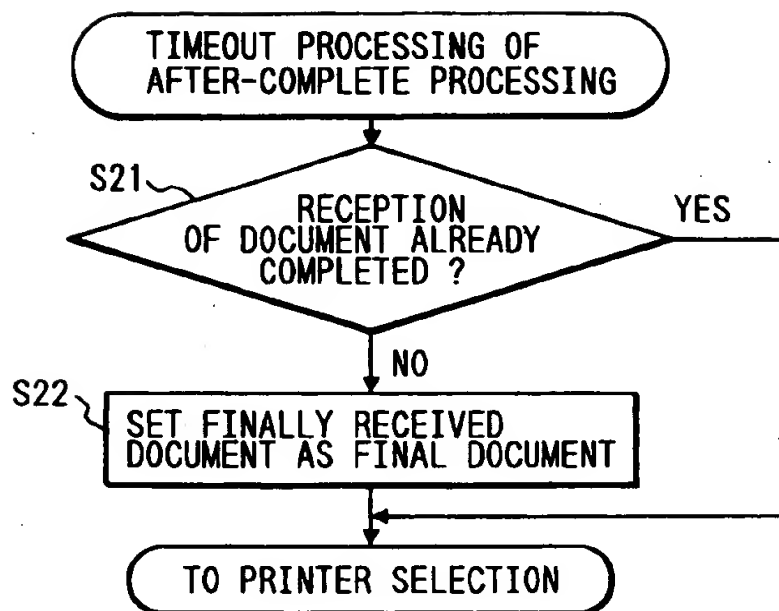 TIMEOUT PROCESSING OF
AFTER-COMPLETE PROCESSING
S21
RECEPTION
OF DOCUMENT ALREADY
COMPLETED ?
YES
NO
S22
SET FINALLY RECEIVED
DOCUMENT AS FINAL DOCUMENT
TO PRINTER SELECTION